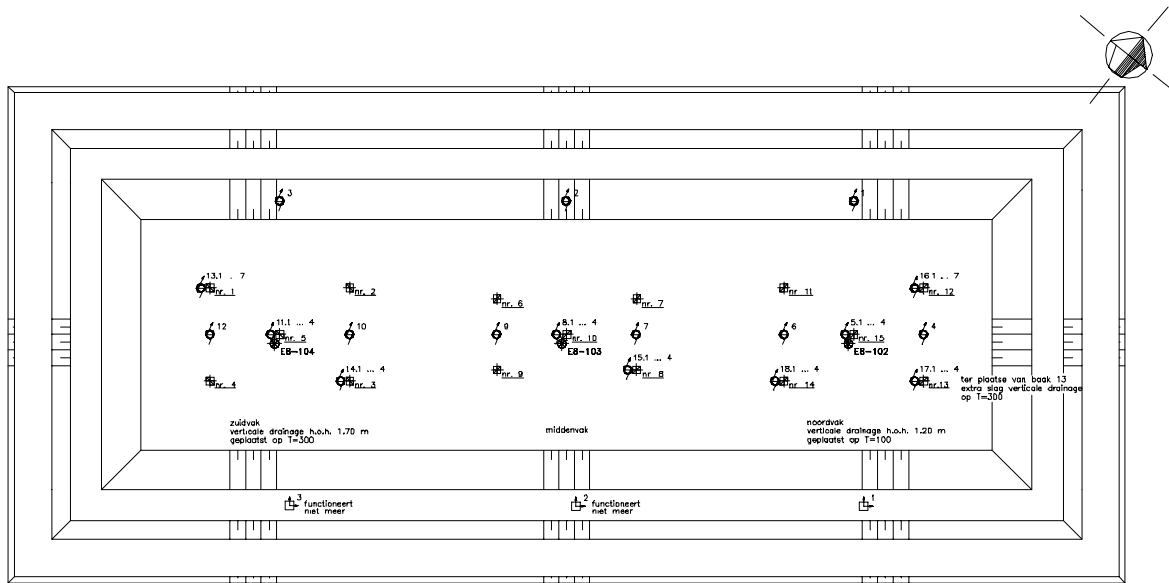 3
2
1
13.1 ... 7
nr. 1
nr. 2
nr. 6
nr. 7
nr. 11
16.1 ... 7
nr. 12
12
11.1 ... 4
nr. 5
E8-104
10
9
8.1 ... 4
nr. 10
E8-103
7
6
5.1 ... 4
nr. 15
E8-102
4
nr. 4
14.1 ... 4
nr. 3
nr. 9
15.1 ... 4
nr. 8
18.1 ... 4
nr. 14
17.1 ... 4
nr.13
ter plaatse van baak 13
extra slag verticale drainage
op T=300
zuidvak
verticale drainage h.o.h. 1.70 m
geplaatst op T=300
middenvak
noordvak
verticale drainage h.o.h. 1.20 m
geplaatst op T=100
3
functioneert
niet meer
2
functioneert
niet meer
1